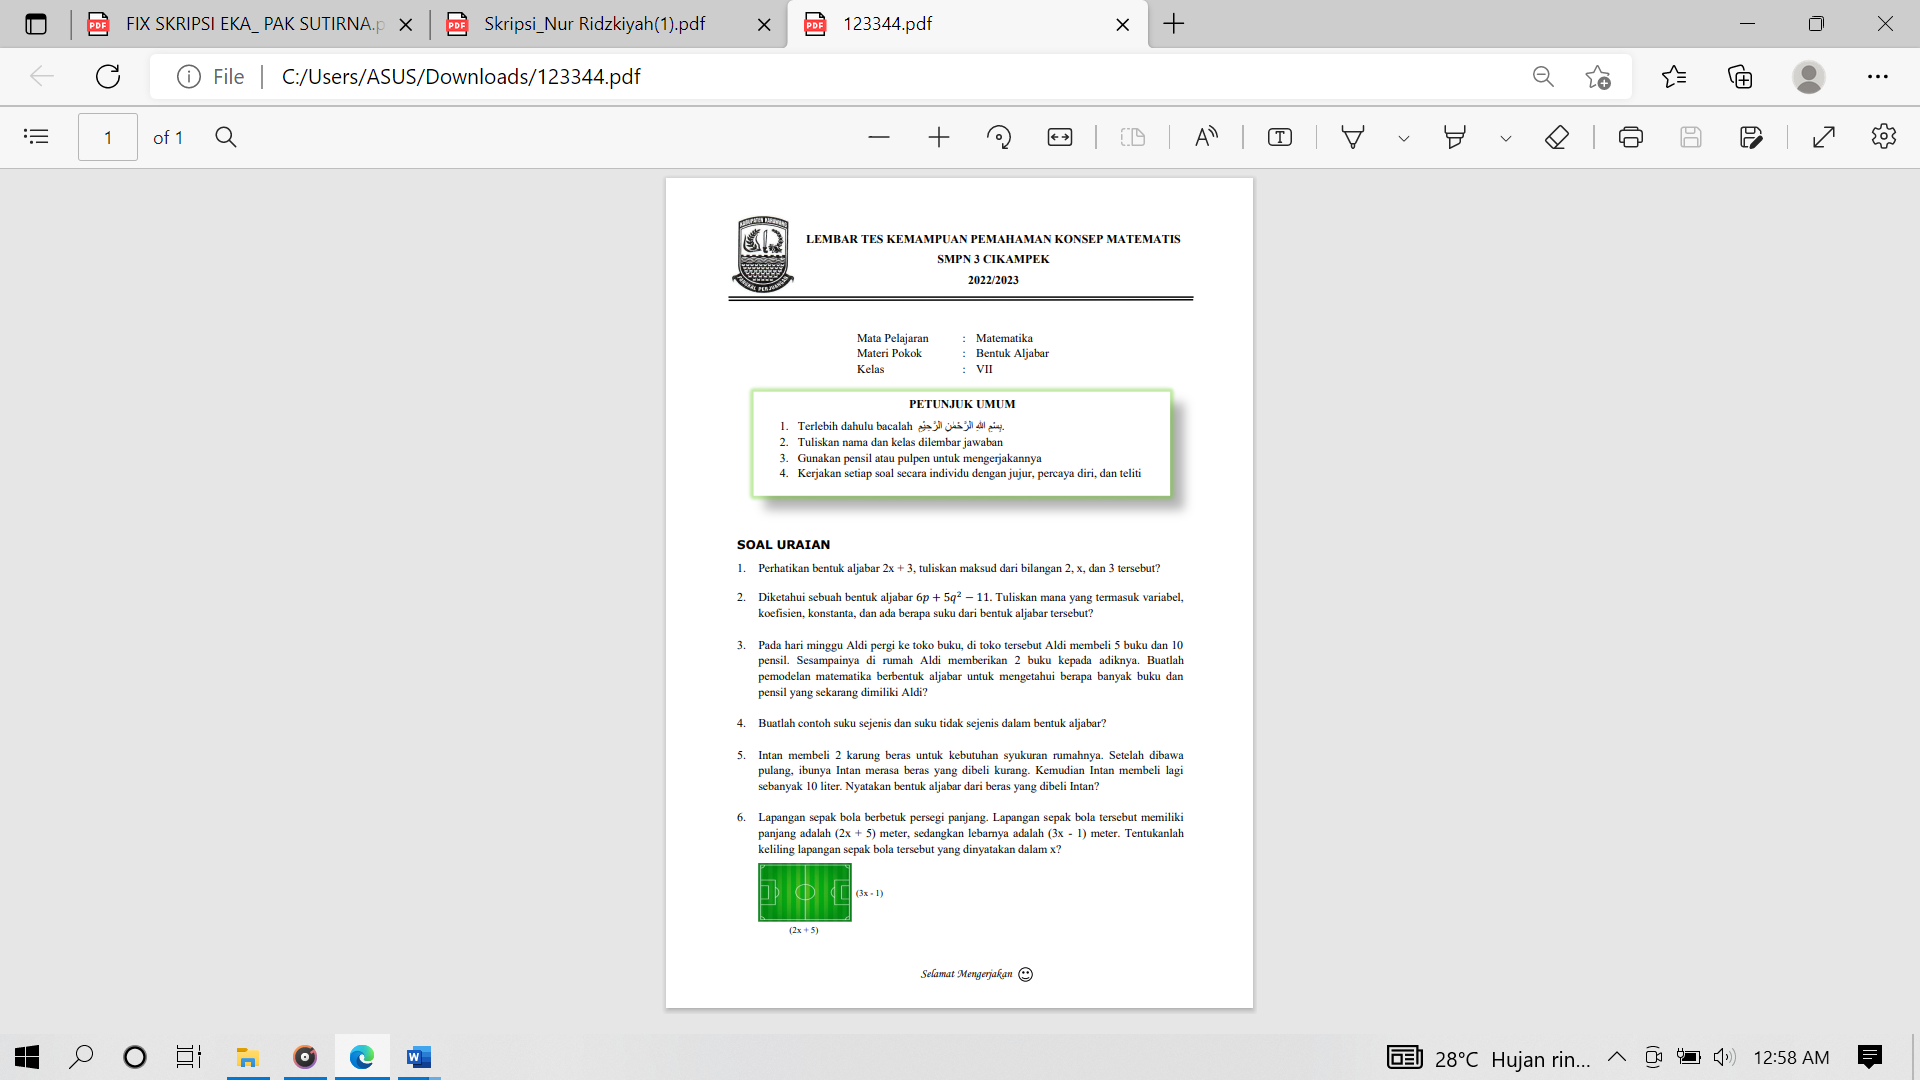 FIX SKRIPSI EKA_ PAK SUTIRNA.p
Skripsi_Nur Ridzkiyah(1).pdf
123344.pdf
File
C:/Users/ASUS/Downloads/123344.pdf
1
of 1
LEMBAR TES KEMAMPUAN PEMAHAMAN KONSEP MATEMATIS
SMPN 3 CIKAMPEK
2022/2023
Mata Pelajaran : Matematika
Materi Pokok : Bentuk Aljabar
Kelas : VII
PETUNJUK UMUM
1. Terlebih dahulu bacalah بِسْمِ اللهِ الرَّحْمٰنِ الرَّحِيْمِ.
2. Tuliskan nama dan kelas dilembar jawaban
3. Gunakan pensil atau pulpen untuk mengerjakannya
4. Kerjakan setiap soal secara individu dengan jujur, percaya diri, dan teliti
SOAL URAIAN
1. Perhatikan bentuk aljabar 2x + 3, tuliskan maksud dari bilangan 2, x, dan 3 tersebut?
2. Diketahui sebuah bentuk aljabar 6p + 5q² − 11. Tuliskan mana yang termasuk variabel,
koefisien, konstanta, dan ada berapa suku dari bentuk aljabar tersebut?
3. Pada hari minggu Aldi pergi ke toko buku, di toko tersebut Aldi membeli 5 buku dan 10
pensil. Sesampainya di rumah Aldi memberikan 2 buku kepada adiknya. Buatlah
pemodelan matematika berbentuk aljabar untuk mengetahui berapa banyak buku dan
pensil yang sekarang dimiliki Aldi?
4. Buatlah contoh suku sejenis dan suku tidak sejenis dalam bentuk aljabar?
5. Intan membeli 2 karung beras untuk kebutuhan syukuran rumahnya. Setelah dibawa
pulang, ibunya Intan merasa beras yang dibeli kurang. Kemudian Intan membeli lagi
sebanyak 10 liter. Nyatakan bentuk aljabar dari beras yang dibeli Intan?
6. Lapangan sepak bola berbetuk persegi panjang. Lapangan sepak bola tersebut memiliki
panjang adalah (2x + 5) meter, sedangkan lebarnya adalah (3x - 1) meter. Tentukanlah
keliling lapangan sepak bola tersebut yang dinyatakan dalam x?
(3x - 1)
(2x + 5)
Selamat Mengerjakan
28°C Hujan rin...
12:58 AM